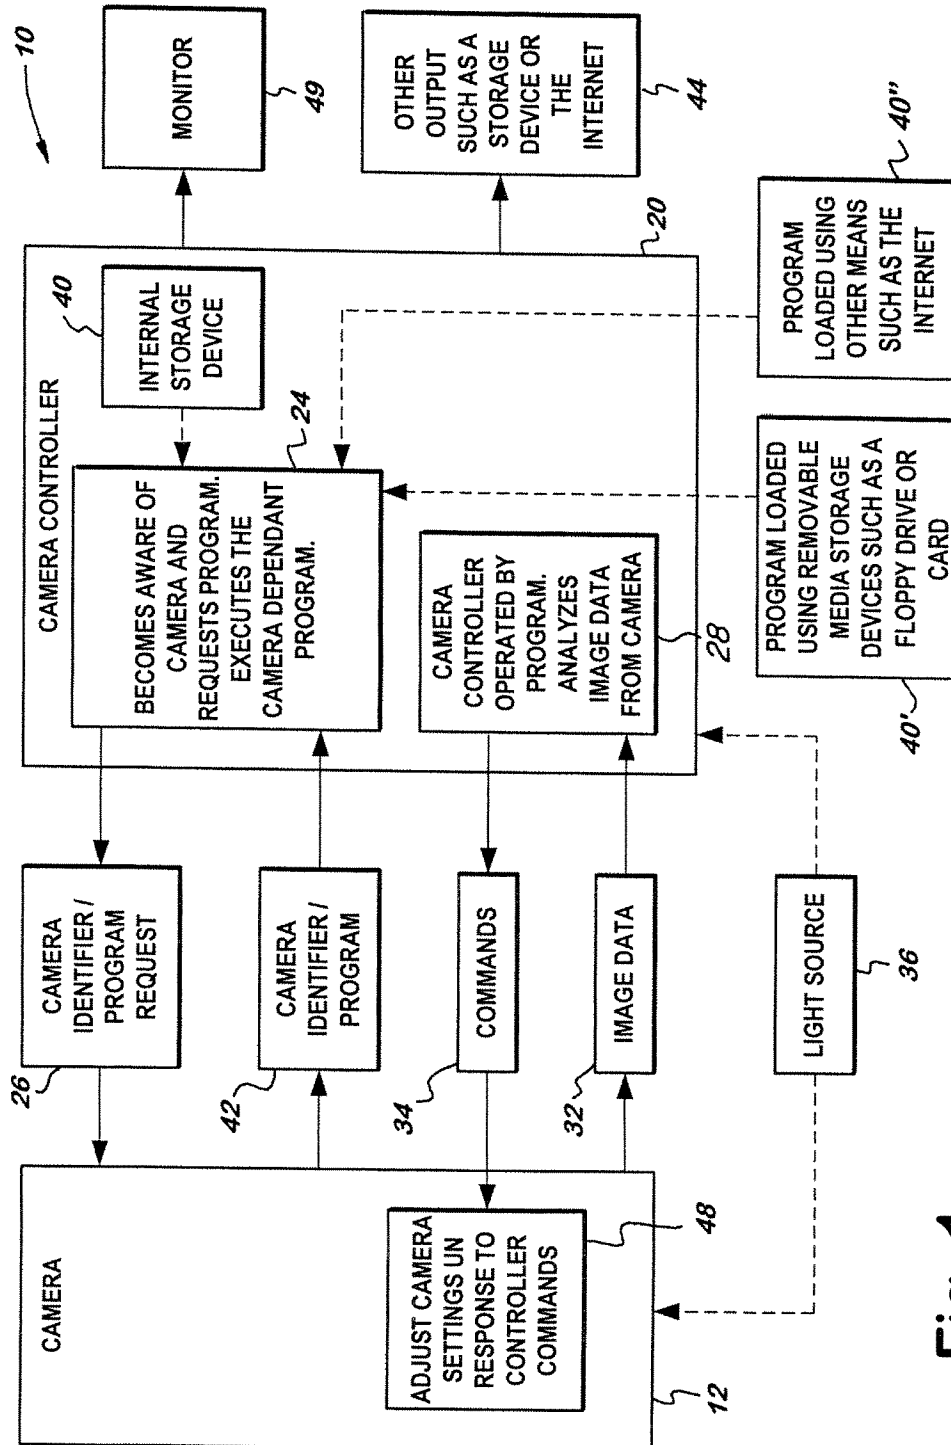 10
CAMERA
ADJUST CAMERA
SETTINGS UN
RESPONSE TO
CONTROLLER
COMMANDS
48
12
CAMERA
IDENTIFIER /
PROGRAM
REQUEST
26
CAMERA
IDENTIFIER /
PROGRAM
42
COMMANDS
34
IMAGE DATA
32
LIGHT SOURCE
36
CAMERA CONTROLLER
BECOMES AWARE OF
CAMERA AND
REQUESTS PROGRAM.
EXECUTES THE
CAMERA DEPENDANT
PROGRAM.
24
INTERNAL
STORAGE
DEVICE
40
CAMERA
CONTROLLER
OPERATED BY
PROGRAM.
ANALYZES
IMAGE DATA
FROM CAMERA
28
20
MONITOR
49
OTHER
OUTPUT
SUCH AS A
STORAGE
DEVICE OR
THE
INTERNET
44
PROGRAM LOADED
USING REMOVABLE
MEDIA STORAGE
DEVICES SUCH AS A
FLOPPY DRIVE OR
CARD
40'
PROGRAM
LOADED USING
OTHER MEANS
SUCH AS THE
INTERNET
40"